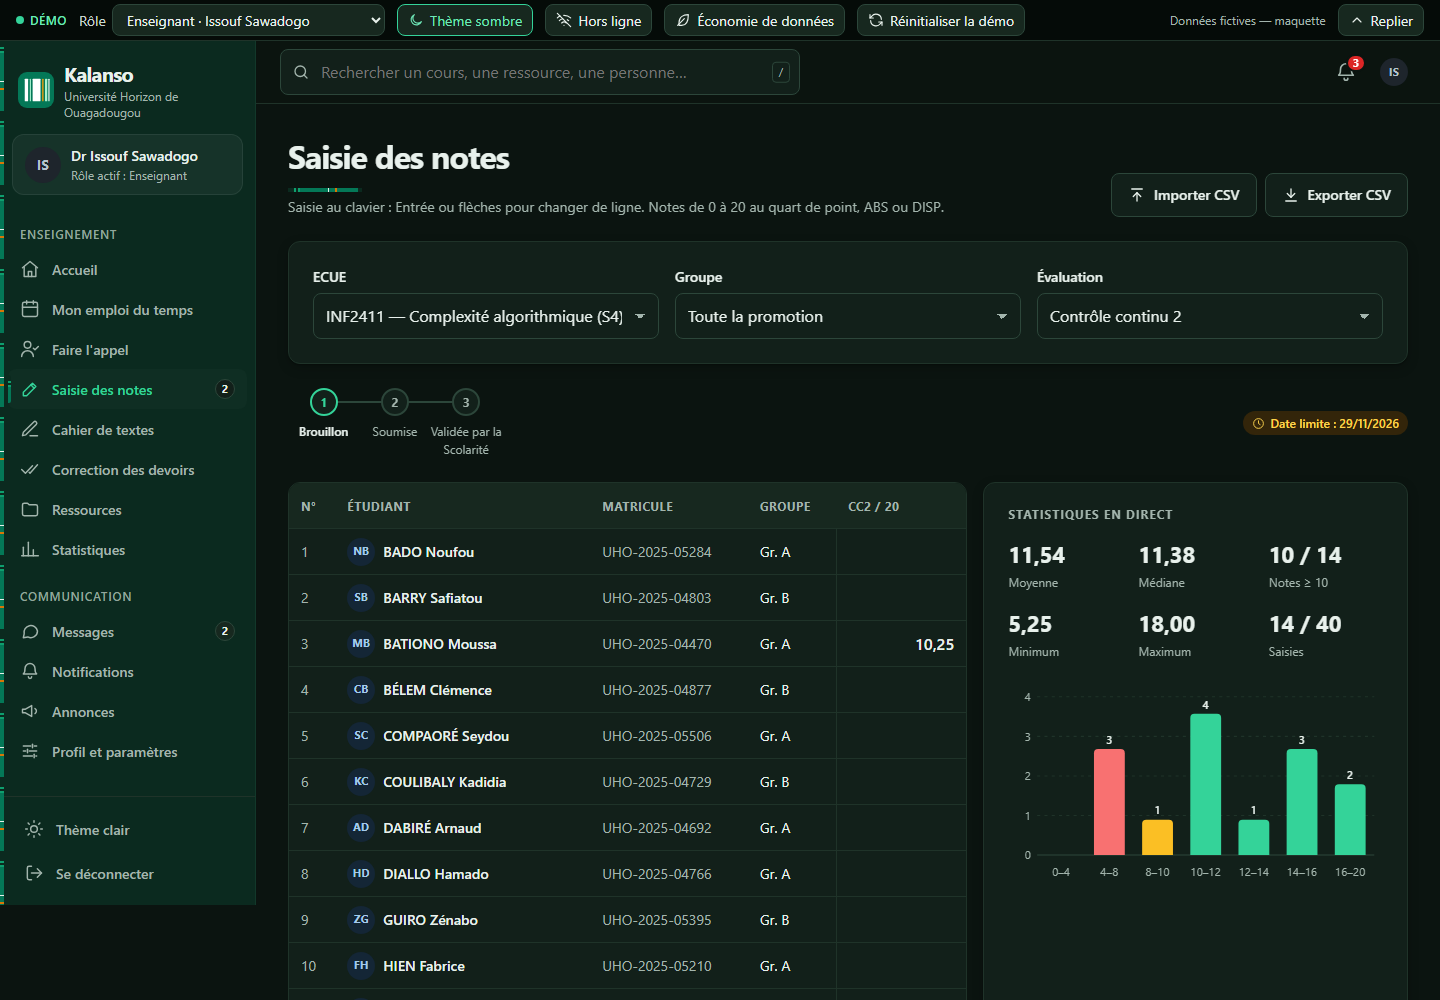 DÉMO Rôle Enseignant · Issouf Sawadogo Thème sombre Hors ligne Économie de données Réinitialiser la démo Données fictives — maquette Replier
Kalanso
Université Horizon de
Ouagadougou
Rechercher un cours, une ressource, une personne... /
3
IS
IS
Dr Issouf Sawadogo
Rôle actif : Enseignant
ENSEIGNEMENT
Accueil
Mon emploi du temps
Faire l'appel
Saisie des notes 2
Cahier de textes
Correction des devoirs
Ressources
Statistiques
COMMUNICATION
Messages 2
Notifications
Annonces
Profil et paramètres
Thème clair
Se déconnecter
Saisie des notes
Saisie au clavier : Entrée ou flèches pour changer de ligne. Notes de 0 à 20 au quart de point, ABS ou DISP.
Importer CSV
Exporter CSV
ECUE Groupe Évaluation
INF2411 — Complexité algorithmique (S4) Toute la promotion Contrôle continu 2
1 2 3
Brouillon Soumise Validée par la
Scolarité
Date limite : 29/11/2026
N° ÉTUDIANT MATRICULE GROUPE CC2 / 20
1 NB BADO Noufou UHO-2025-05284 Gr. A
2 SB BARRY Safiatou UHO-2025-04803 Gr. B
3 MB BATIONO Moussa UHO-2025-04470 Gr. A 10,25
4 CB BÉLEM Clémence UHO-2025-04877 Gr. B
5 SC COMPAORÉ Seydou UHO-2025-05506 Gr. A
6 KC COULIBALY Kadidia UHO-2025-04729 Gr. B
7 AD DABIRÉ Arnaud UHO-2025-04692 Gr. A
8 HD DIALLO Hamado UHO-2025-04766 Gr. A
9 ZG GUIRO Zénabo UHO-2025-05395 Gr. B
10 FH HIEN Fabrice UHO-2025-05210 Gr. A
STATISTIQUES EN DIRECT
11,54 11,38 10 / 14
Moyenne Médiane Notes ≥ 10
5,25 18,00 14 / 40
Minimum Maximum Saisies
4
3
2
1
0
3 1 4 1 3 2
0–4 4–8 8–10 10–12 12–14 14–16 16–20